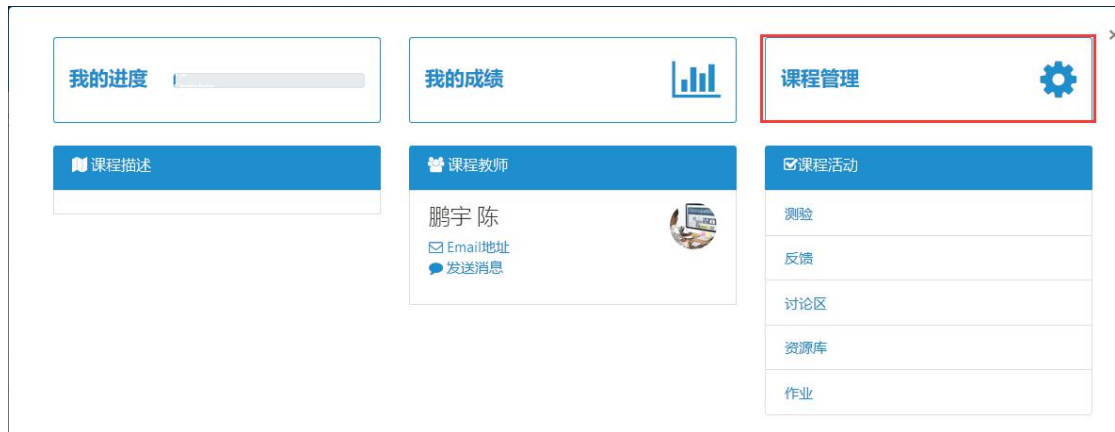 我的进度
我的成绩
课程管理
课程描述
课程教师
鹏宇 陈
Email地址
发送消息
课程活动
测验
反馈
讨论区
资源库
作业